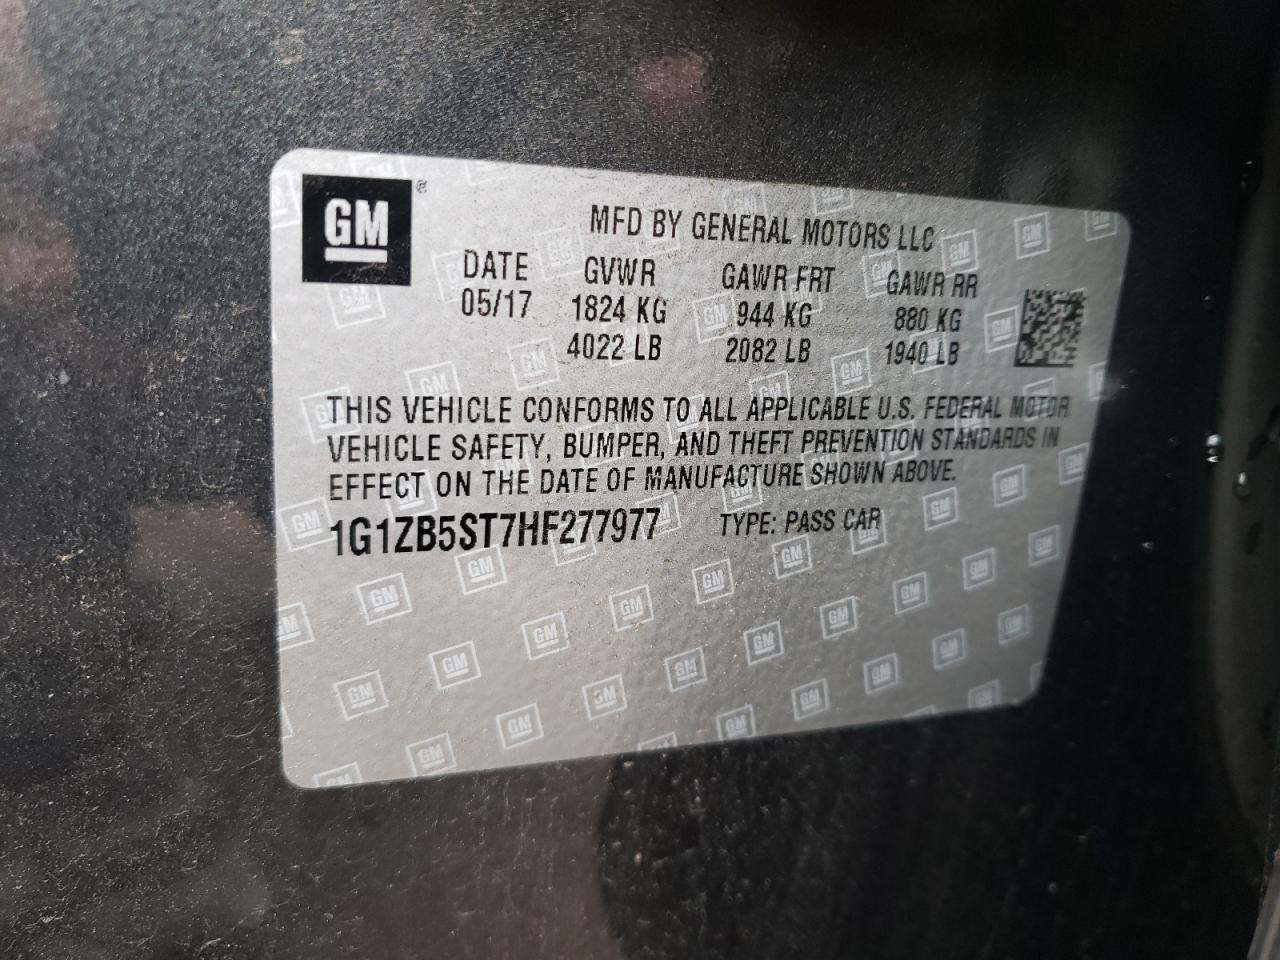 GM ®
MFD BY GENERAL MOTORS LLC
DATE GVWR GAWR FRT GAWR RR
05/17 1824 KG 944 KG 880 KG
4022 LB 2082 LB 1940 LB
THIS VEHICLE CONFORMS TO ALL APPLICABLE U.S. FEDERAL MOTOR
VEHICLE SAFETY, BUMPER, AND THEFT PREVENTION STANDARDS IN
EFFECT ON THE DATE OF MANUFACTURE SHOWN ABOVE.
1G1ZB5ST7HF277977 TYPE: PASS CAR